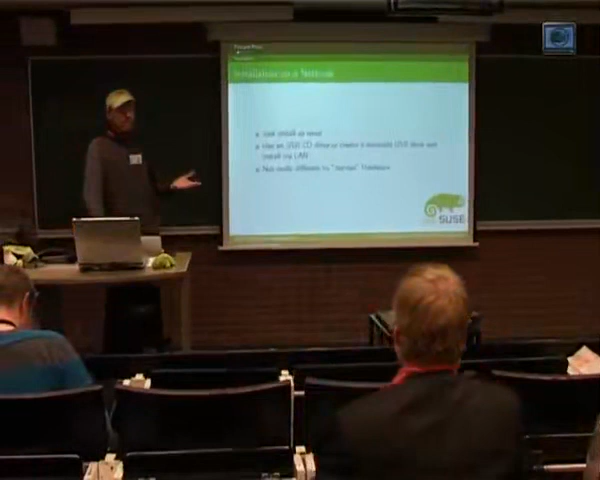 Installation on a Netbook
Just install as usual
Use an USB CD drive or create a bootable USB drive and
install via LAN
Not really different to "normal" hardware
SUSE